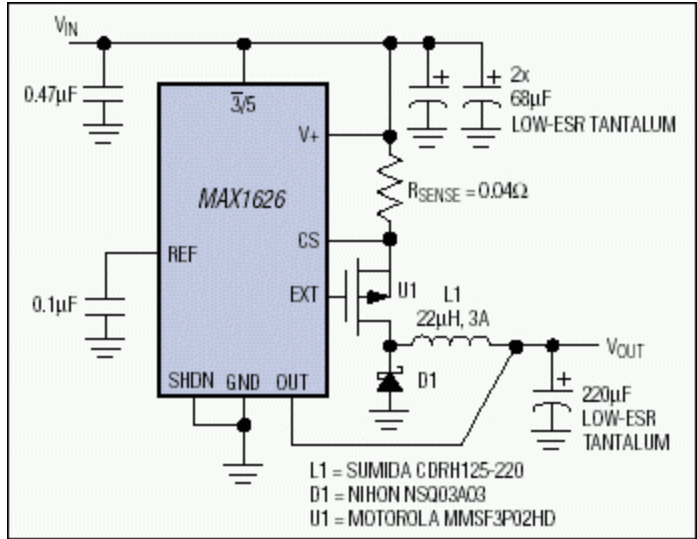 VIN
0.47µF
3/5
2x
68µF
LOW-ESR TANTALUM
V+
RSENSE = 0.04Ω
MAX1626
CS
REF
EXT
U1
L1
22µH, 3A
0.1µF
VOUT
SHDN GND OUT
D1
220µF
LOW-ESR
TANTALUM
L1 = SUMIDA CDRH125-220
D1 = NIHON NSQ03A03
U1 = MOTOROLA MMSF3P02HD